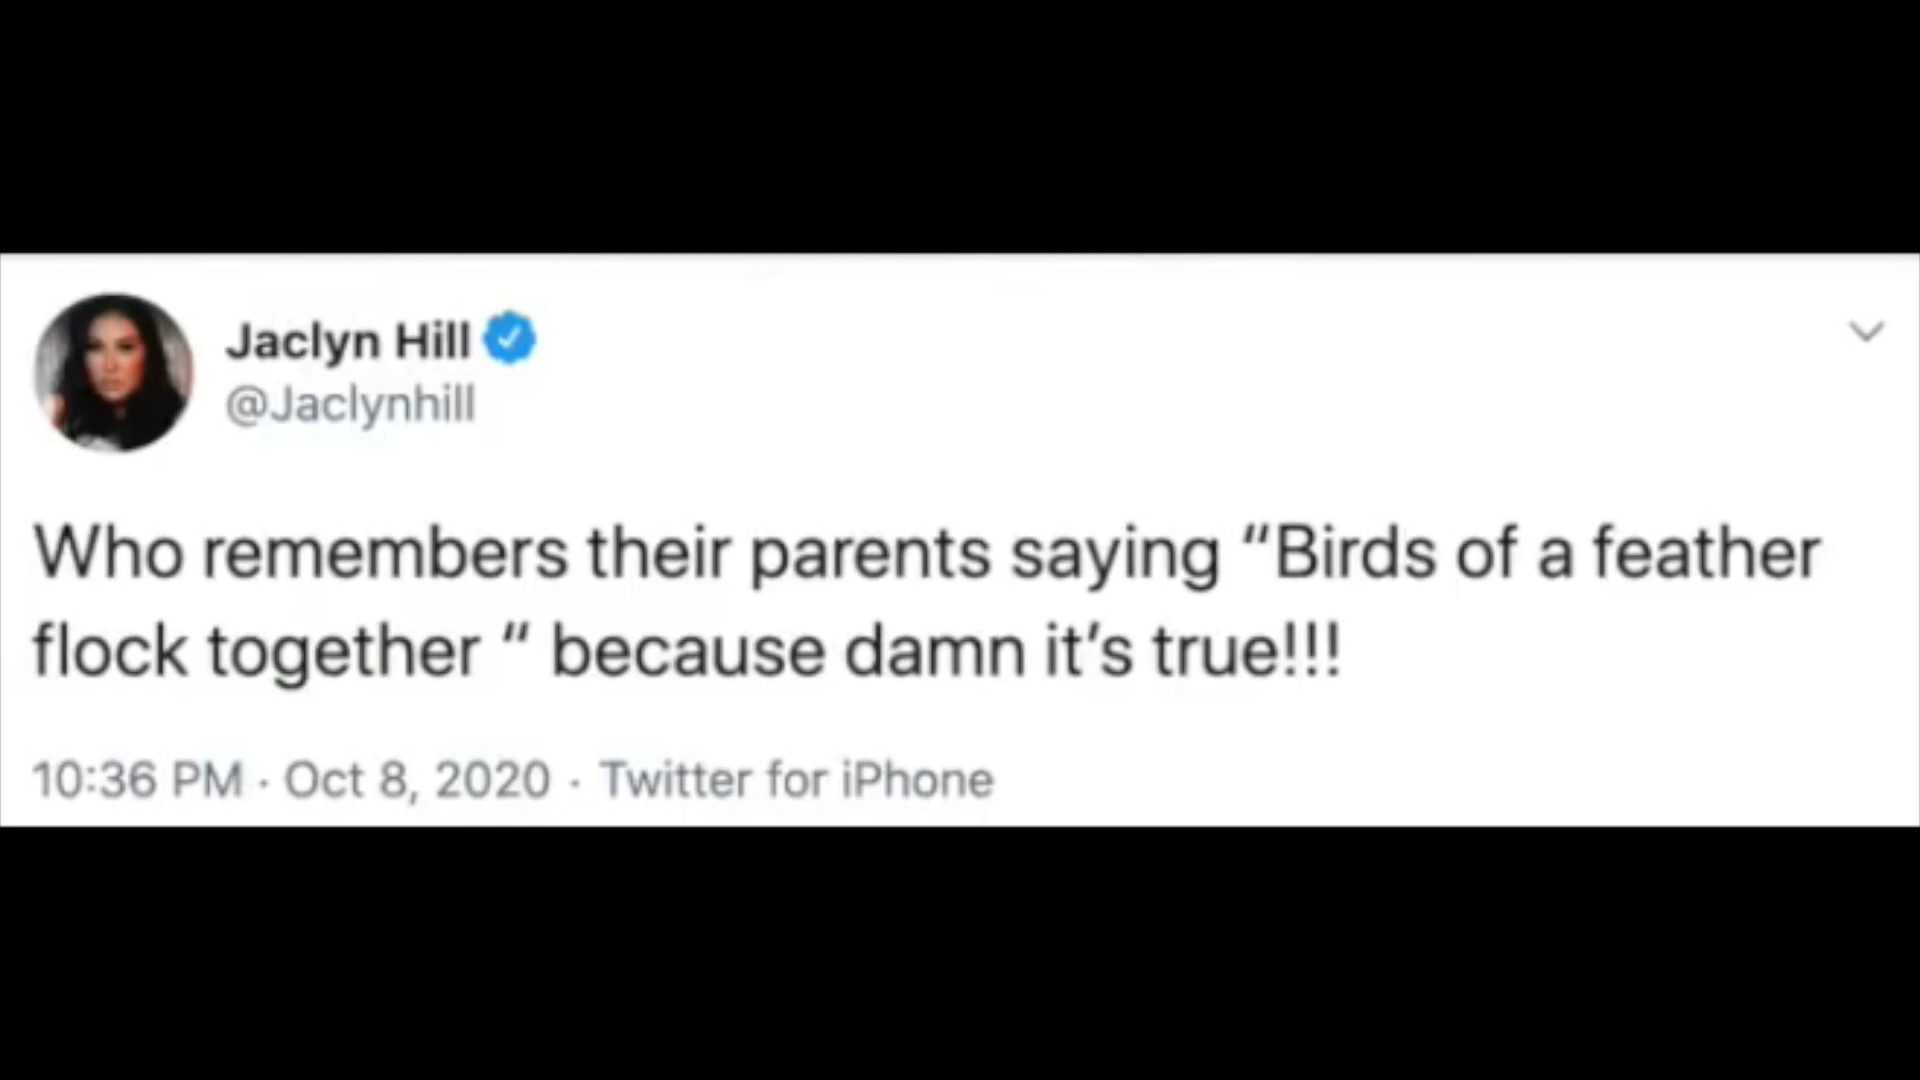 Jaclyn Hill
@Jaclynhill
Who remembers their parents saying “Birds of a feather
flock together “ because damn it’s true!!!
10:36 PM · Oct 8, 2020 · Twitter for iPhone